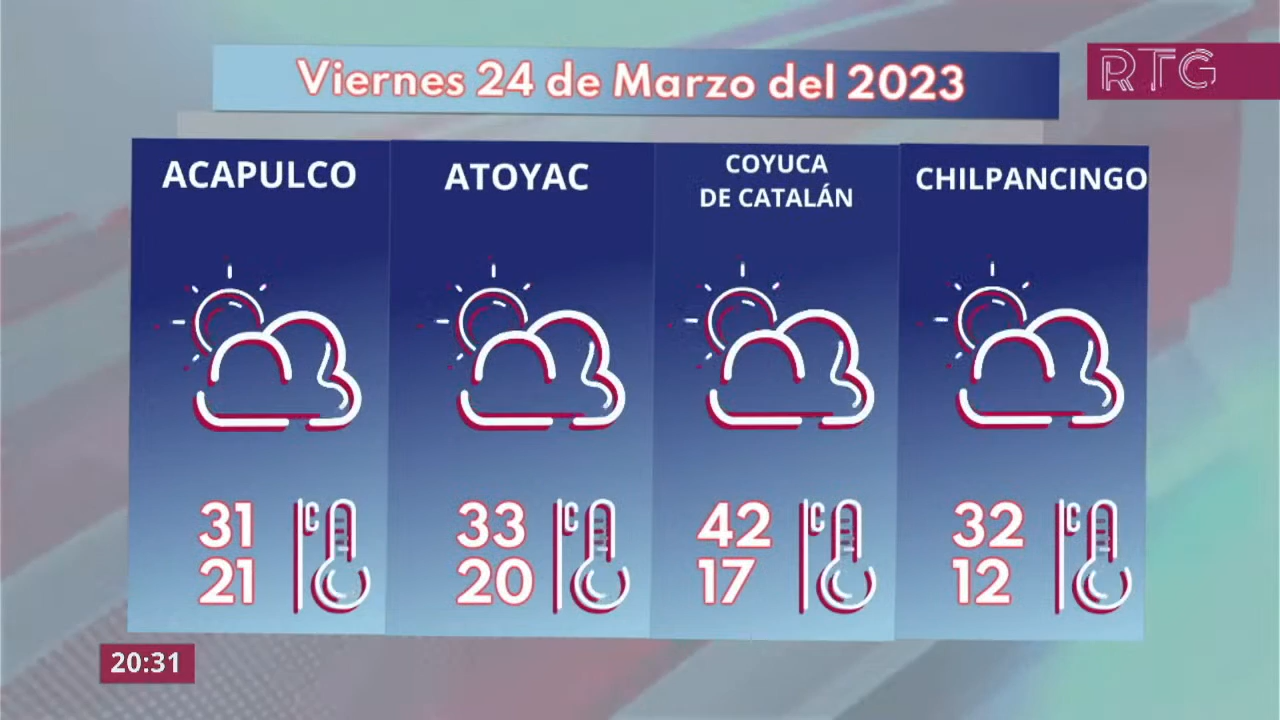 Viernes 24 de Marzo del 2023
RTG
ACAPULCO
31
21
C
ATOYAC
33
20
C
COYUCA
DE CATALÁN
42
17
C
CHILPANCINGO
32
12
C
20:31